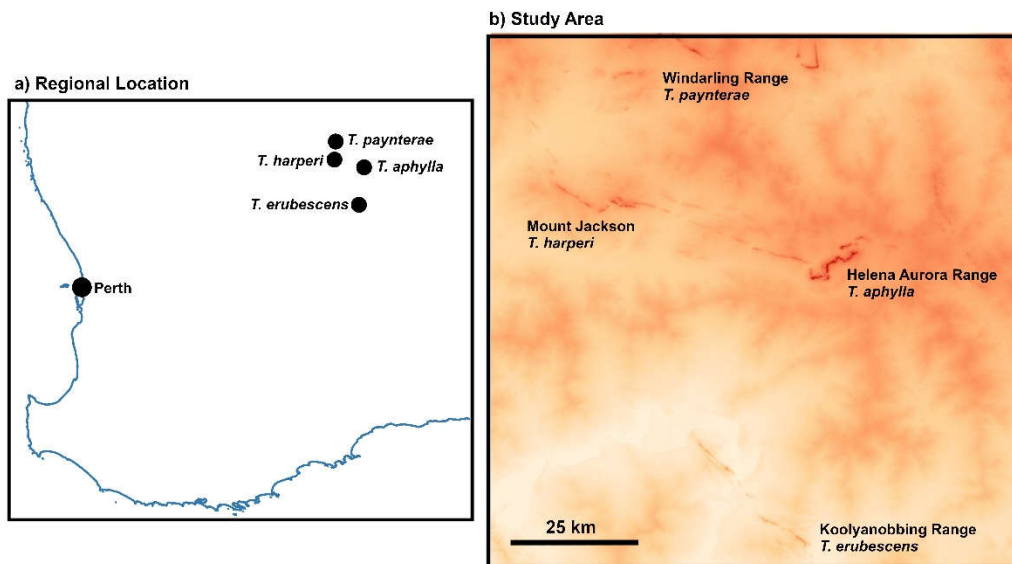 a) Regional Location
T. paynterae
T. harperi
T. aphylla
T. erubescens
Perth
b) Study Area
Windarling Range
T. paynterae
Mount Jackson
T. harperi
Helena Aurora Range
T. aphylla
25 km
Koolyanobbing Range
T. erubescens